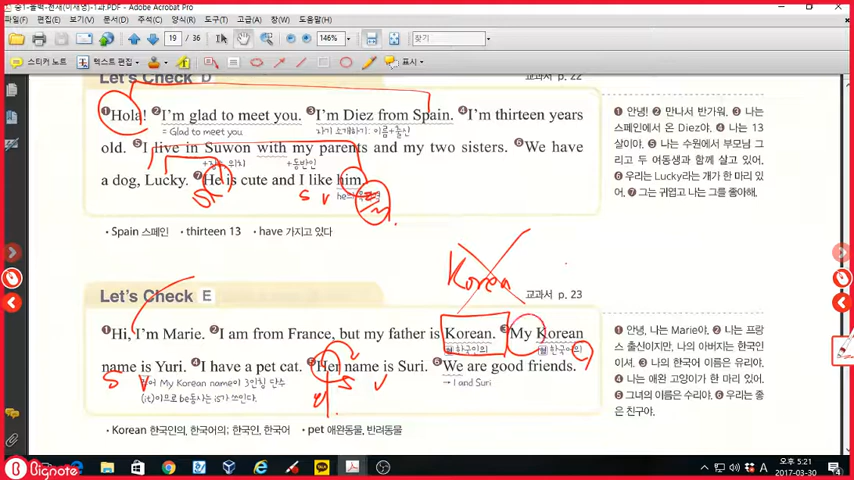 중1-플럭-천재(이재영)-1과.PDF - Adobe Acrobat Pro
파일(F) 편집(E) 보기(V) 문서(D) 주석(C) 양식(R) 도구(T) 고급(A) 창(W) 도움말(H)
19 / 36 146% 찾기
스티커 노트 텍스트 편집 표시
Let's Check D 교과서 p. 22
❶Hola! ❷I'm glad to meet you. ❸I'm Diez from Spain. ❹I'm thirteen years
= Glad to meet you 자기 소개하기: 이름+출신
old. ❺I live in Suwon with my parents and my two sisters. ❻We have
+동반인
a dog, Lucky. ❼He is cute and I like him.
S V
• Spain 스페인 • thirteen 13 • have 가지고 있다
❶ 안녕! ❷ 만나서 반가워. ❸ 나는
스페인에서 온 Diez야. ❹ 나는 13
살이야. ❺ 나는 수원에서 부모님 그
리고 두 여동생과 함께 살고 있어.
❻ 우리는 Lucky라는 개가 한 마리 있
어. ❼ 그는 귀엽고 나는 그를 좋아해.
Korean
Let's Check E 교과서 p. 23
❶Hi, I'm Marie. ❷I am from France, but my father is Korean. ❸My Korean
형 한국인의 형 한국어의
name is Yuri. ❹I have a pet cat. ❺Her name is Suri. ❻We are good friends.
S V S V
주어 My Korean name이 3인칭 단수 → I and Suri
(it)이므로 be동사는 is가 쓰인다.
• Korean 한국인의, 한국어의; 한국인, 한국어 • pet 애완동물, 반려동물
❶ 안녕, 나는 Marie야. ❷ 나는 프랑
스 출신이지만, 나의 아버지는 한국인
이셔. ❸ 나의 한국어 이름은 유리야.
❹ 나는 애완 고양이가 한 마리 있어.
❺ 그녀의 이름은 수리야. ❻ 우리는 좋
은 친구야.
Bignote
A 오후 5:21
2017-11-14